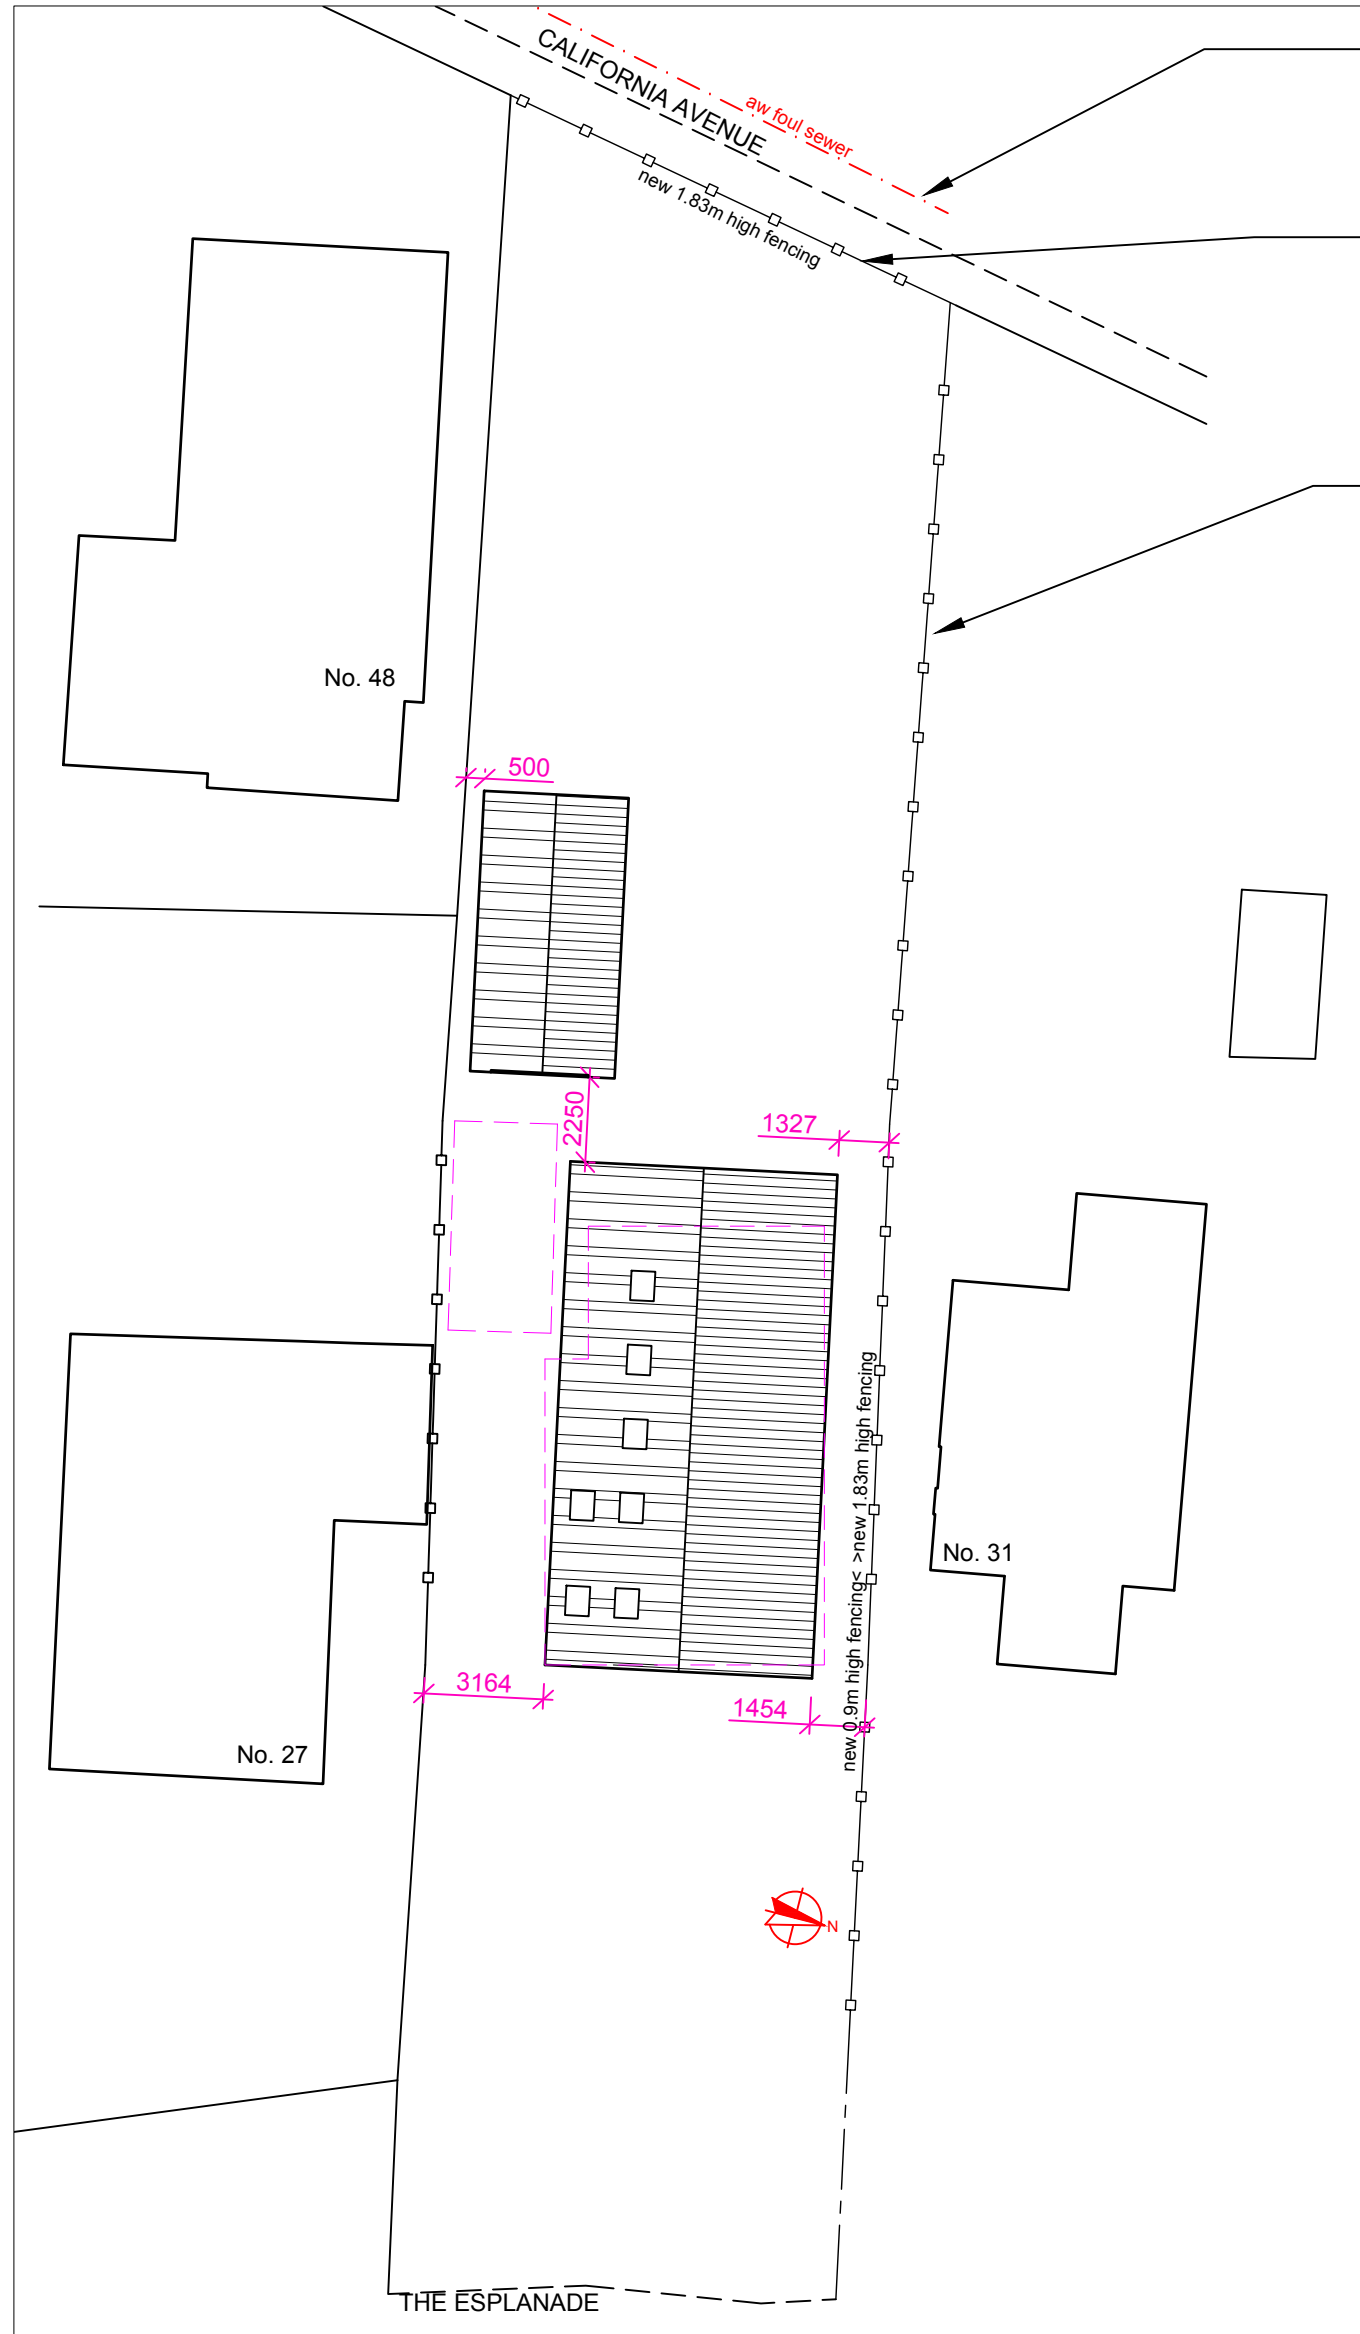 CALIFORNIA AVENUE
aw foul sewer
new 1.83m high fencing
No. 48
500
2250
1327
new 0.9m high fencing< >new 1.83m high fencing
No. 31
3164
1454
No. 27
N
THE ESPLANADE